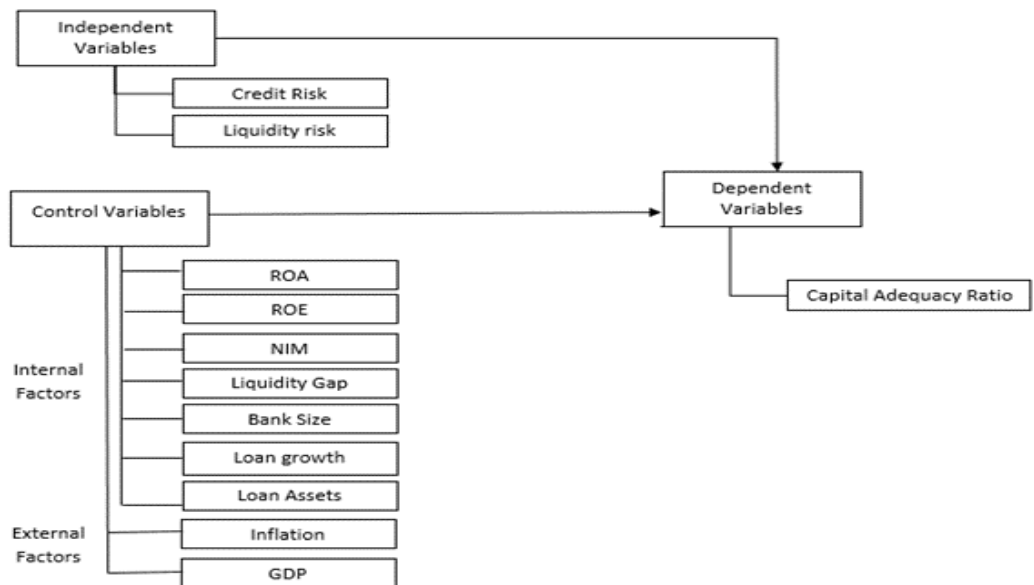 Independent
Variables
Credit Risk
Liquidity risk
Dependent
Variables
Control Variables
Capital Adequacy Ratio
ROA
ROE
NIM
Internal
Factors
Liquidity Gap
Bank Size
Loan growth
Loan Assets
External
Factors
Inflation
GDP